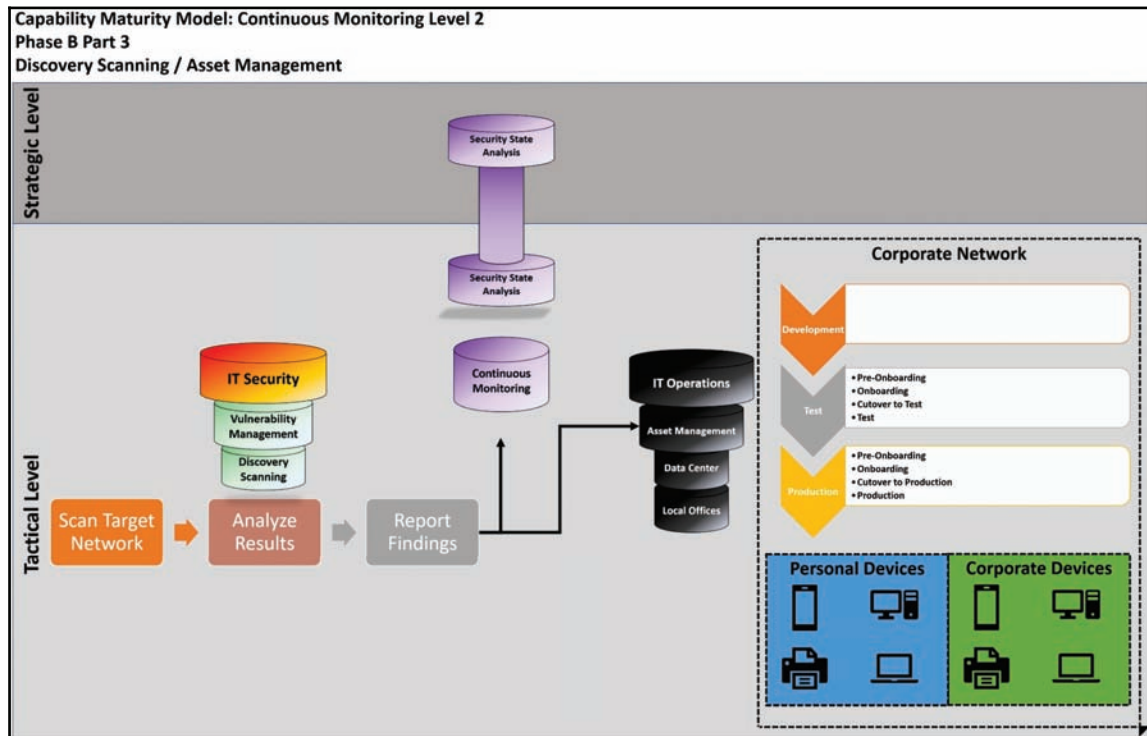 Capability Maturity Model: Continuous Monitoring Level 2
Phase B Part 3
Discovery Scanning / Asset Management
Strategic Level
Security State
Analysis
Security State
Analysis
Tactical Level
IT Security
Vulnerability
Management
Discovery
Scanning
Continuous
Monitoring
IT Operations
Asset Management
Data Center
Local Offices
Scan Target
Network
Analyze
Results
Report
Findings
Corporate Network
Development
Test
• Pre-Onboarding
• Onboarding
• Cutover to Test
• Test
Production
• Pre-Onboarding
• Onboarding
• Cutover to Production
• Production
Personal Devices
Corporate Devices